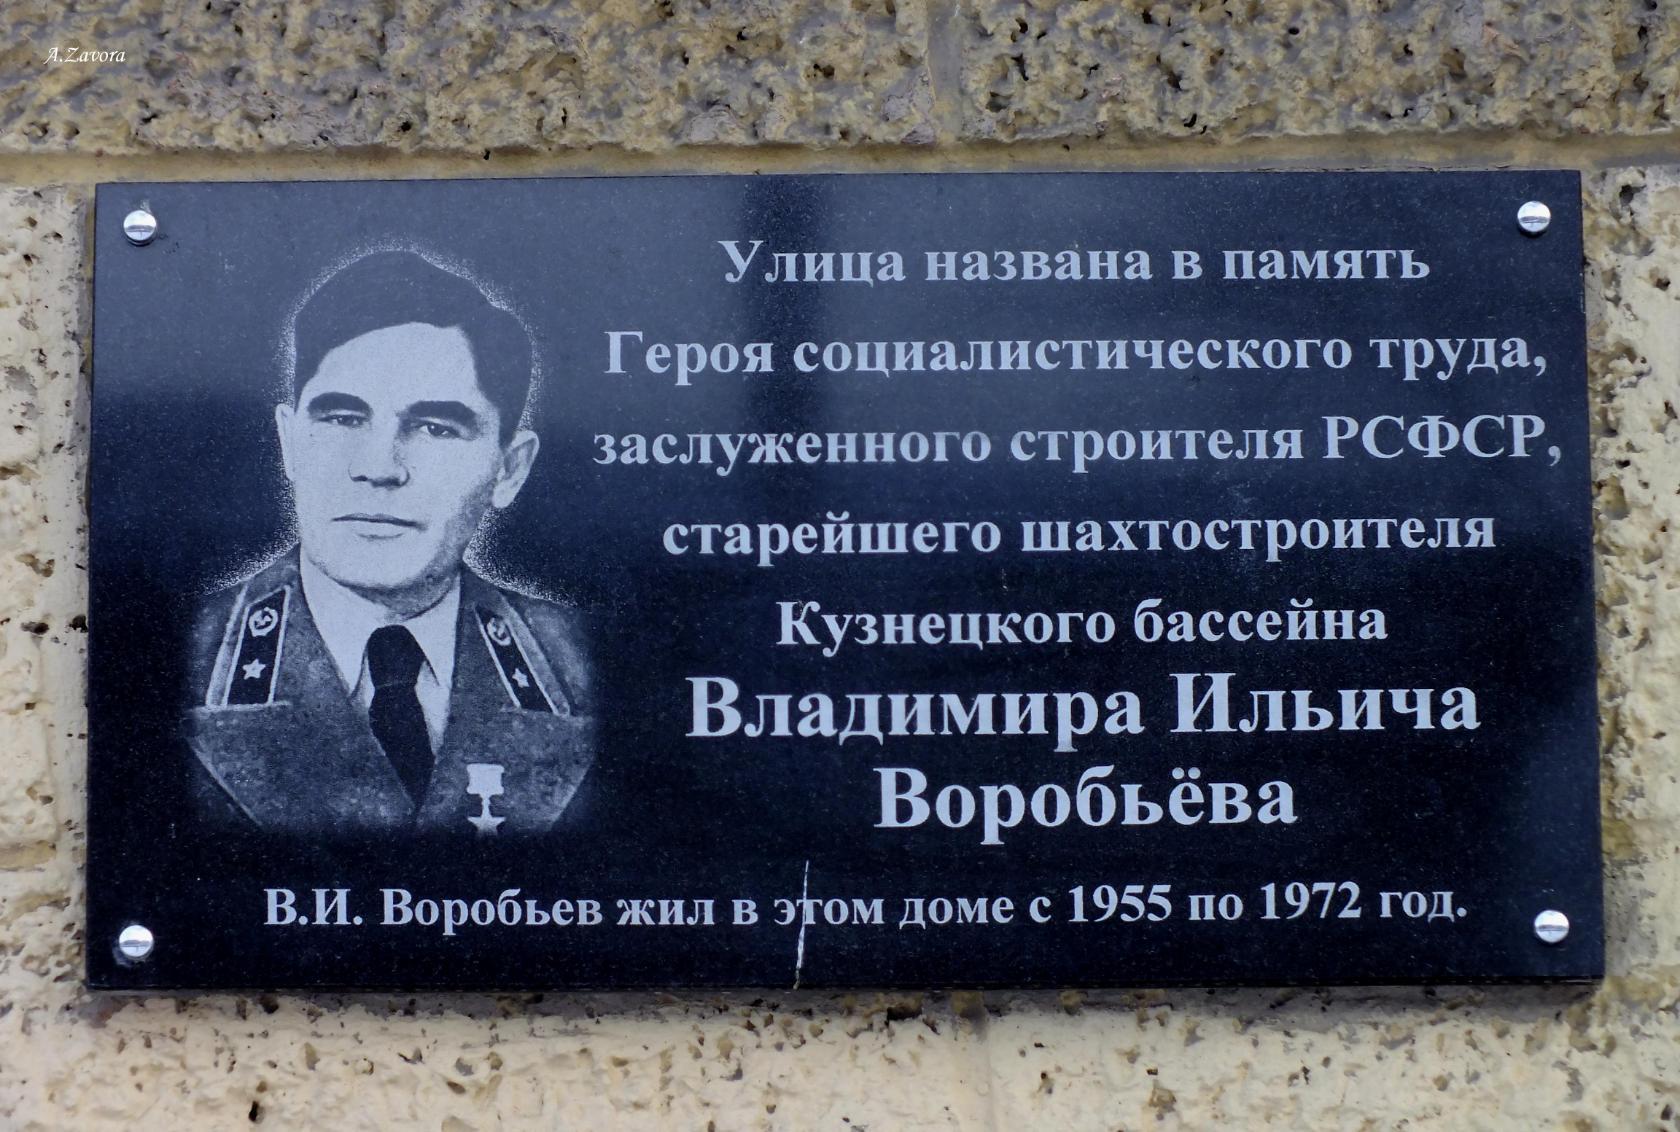 A.Zavora
Улица названа в память
Героя социалистического труда,
заслуженного строителя РСФСР,
старейшего шахтостроителя
Кузнецкого бассейна
Владимира Ильича
Воробьёва
В.И. Воробьев жил в этом доме с 1955 по 1972 год.